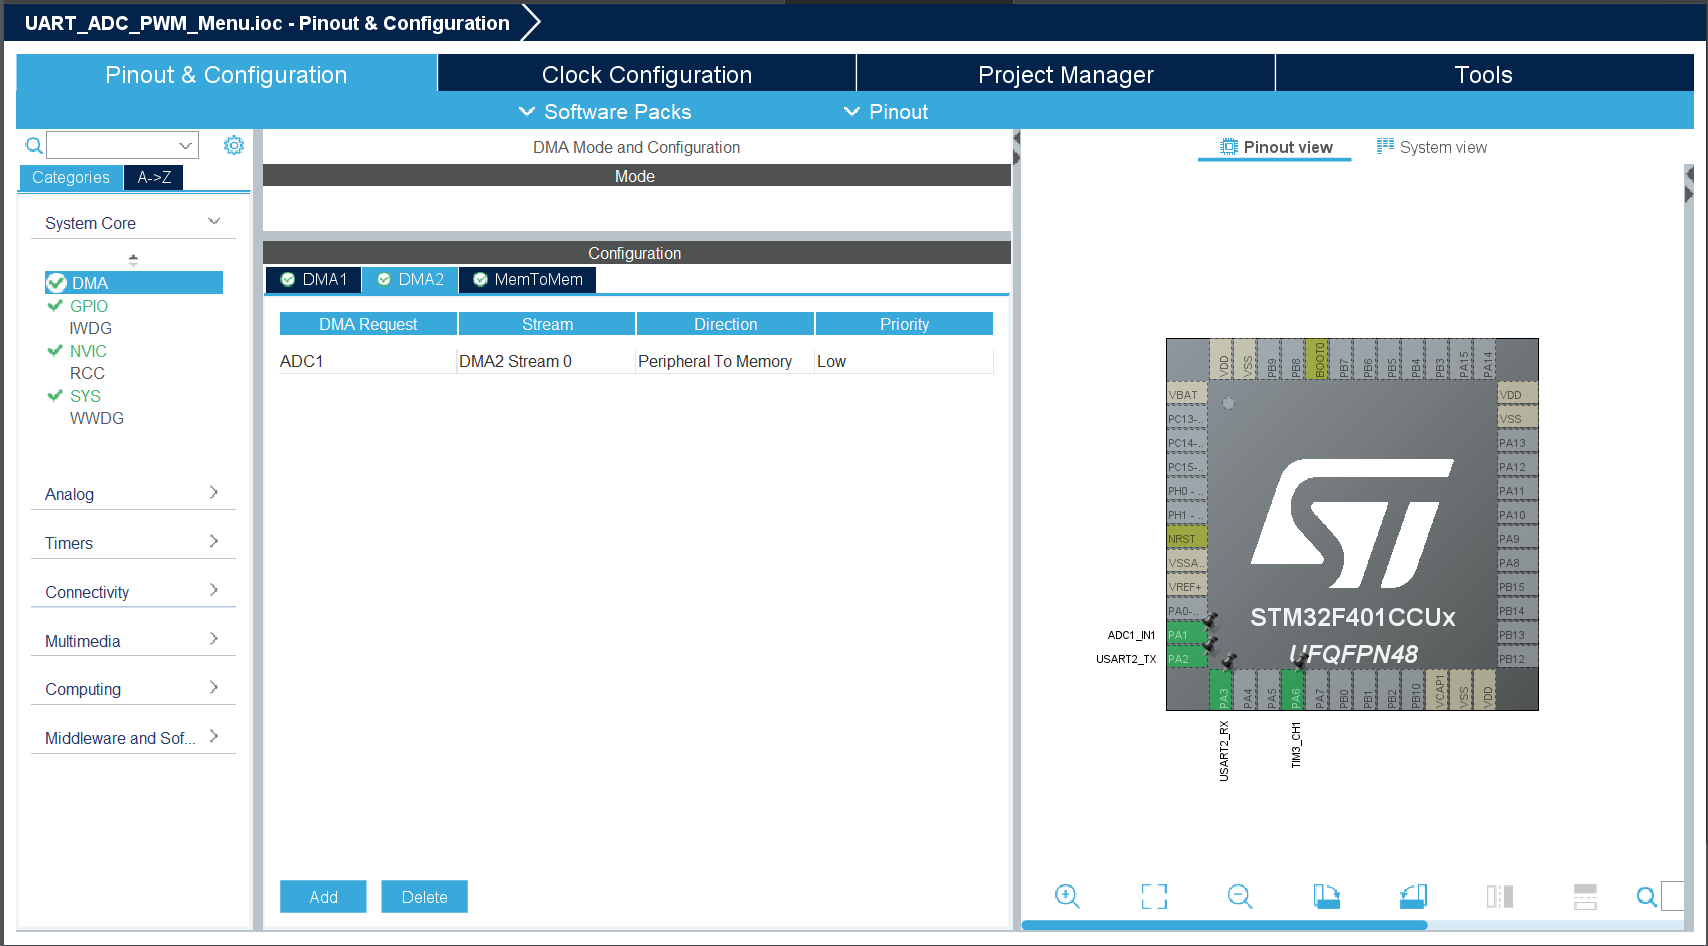 UART_ADC_PWM_Menu.ioc - Pinout & Configuration
Pinout & Configuration
Clock Configuration
Project Manager
Tools
Software Packs
Pinout
Categories
A->Z
System Core
DMA
GPIO
IWDG
NVIC
RCC
SYS
WWDG
Analog
Timers
Connectivity
Multimedia
Computing
Middleware and Sof...
DMA Mode and Configuration
Mode
Configuration
DMA1
DMA2
MemToMem
DMA Request
Stream
Direction
Priority
ADC1
DMA2 Stream 0
Peripheral To Memory
Low
Add
Delete
Pinout view
System view
VDD
VSS
PB9
PB8
BOOT0
PB7
PB6
PB5
PB4
PB3
PA15
PA14
VBAT
PC13-..
PC14-..
PC15-..
PH0 - ..
PH1 - ..
NRST
VSSA..
VREF+
PA0-..
ADC1_IN1
PA1
USART2_TX
PA2
VDD
VSS
PA13
PA12
PA11
PA10
PA9
PA8
PB15
PB14
PB13
PB12
STM32F401CCUx
UFQFPN48
PA3
PA4
PA5
PA6
PA7
PB0
PB1
PB2
PB10
VCAP1
VSS
VDD
USART2_RX
TIM3_CH1